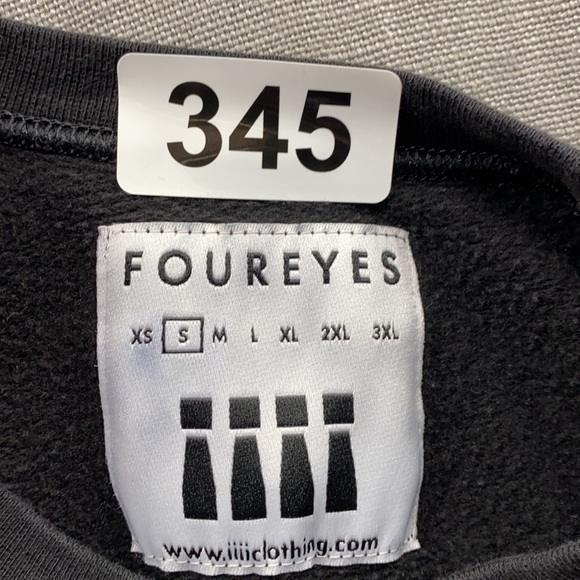 345
FOUREYES
XS S M L XL 2XL 3XL
www.iiiiclothing.com